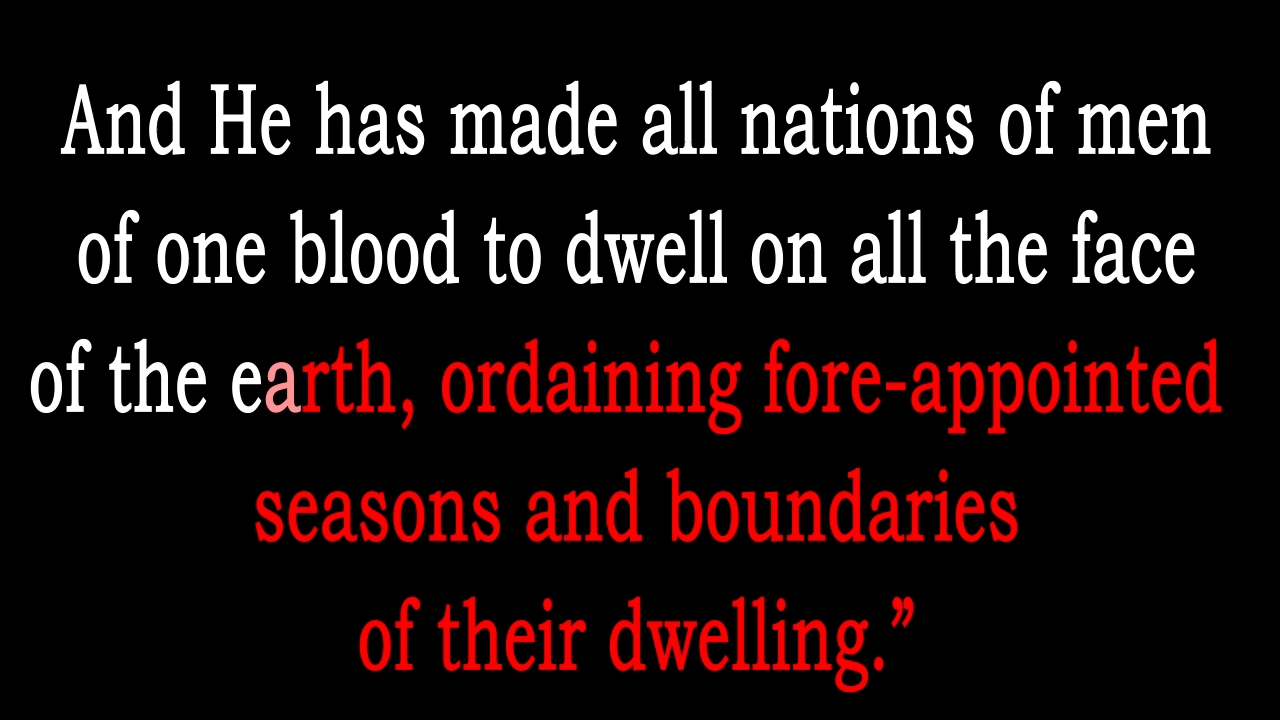 And He has made all nations of men
of one blood to dwell on all the face
of the earth, ordaining fore-appointed
seasons and boundaries
of their dwelling.”